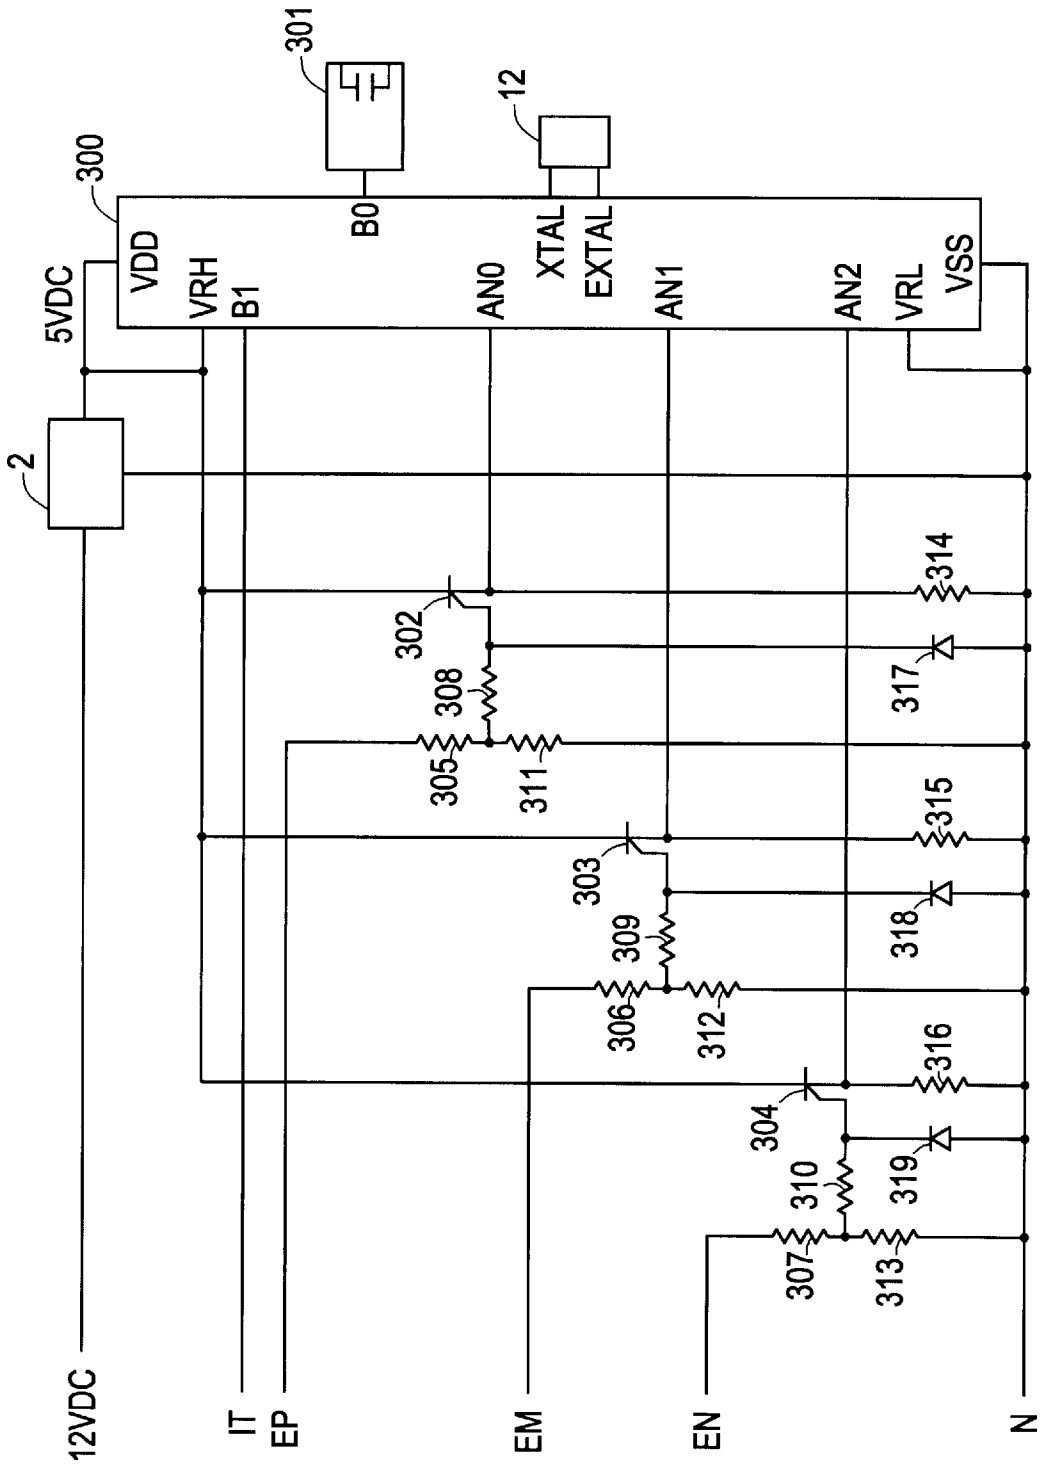 12VDC
2
5VDC
300
VDD
VRH
B1
B0
301
IT
EP
XTAL
EXTAL
12
AN0
AN1
AN2
VRL
VSS
302
305
308
311
314
317
EM
303
306
309
312
315
318
EN
304
307
310
313
316
319
N